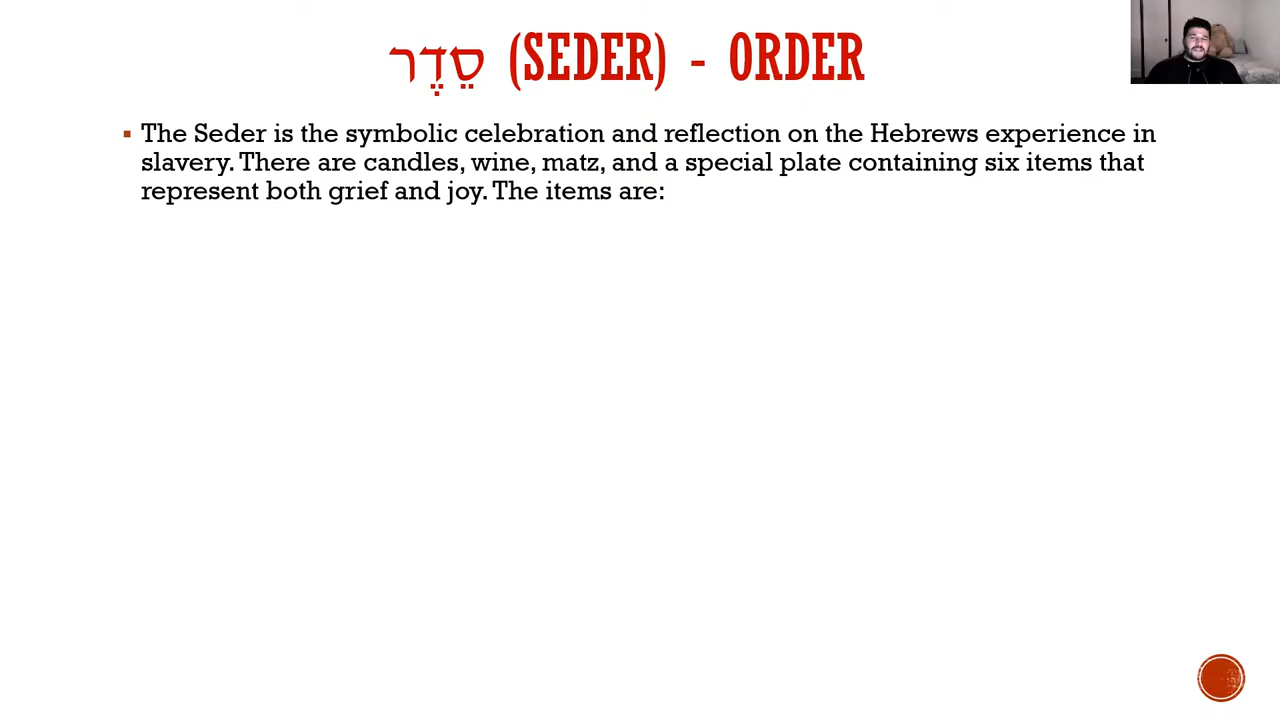 סֵדֶר (SEDER) - ORDER
▪ The Seder is the symbolic celebration and reflection on the Hebrews experience in
slavery. There are candles, wine, matz, and a special plate containing six items that
represent both grief and joy. The items are: